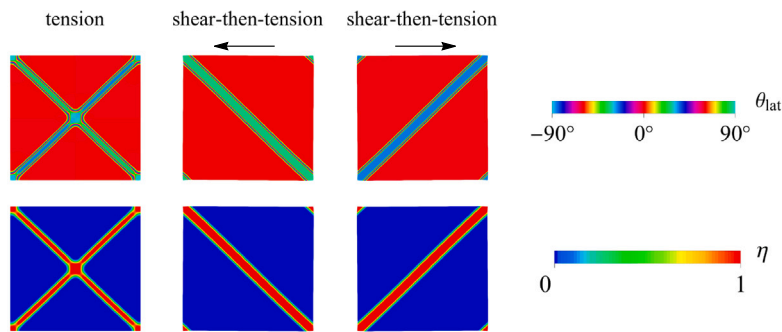 tension shear-then-tension shear-then-tension
θlat
−90° 0° 90°
η
0 1